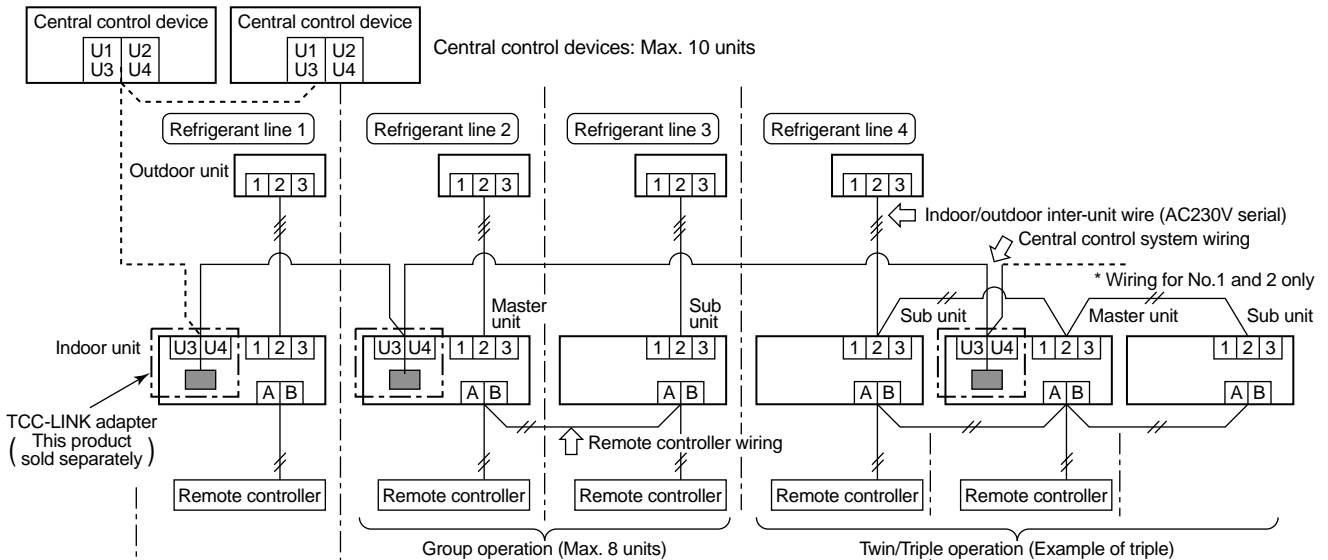 Central control device Central control device
U1 U2 U1 U2
U3 U4 U3 U4
Central control devices: Max. 10 units
Refrigerant line 1 Refrigerant line 2 Refrigerant line 3 Refrigerant line 4
Outdoor unit
1 2 3 1 2 3 1 2 3 1 2 3
Indoor/outdoor inter-unit wire (AC230V serial)
Central control system wiring
* Wiring for No.1 and 2 only
Master unit
Sub unit
Sub unit
Master unit
Sub unit
Indoor unit
U3 U4 1 2 3 U3 U4 1 2 3 1 2 3 1 2 3 U3 U4 1 2 3 1 2 3
A B A B A B A B A B A B
TCC-LINK adapter
(This product
sold separately)
Remote controller wiring
Remote controller Remote controller Remote controller Remote controller Remote controller
Group operation (Max. 8 units) Twin/Triple operation (Example of triple)